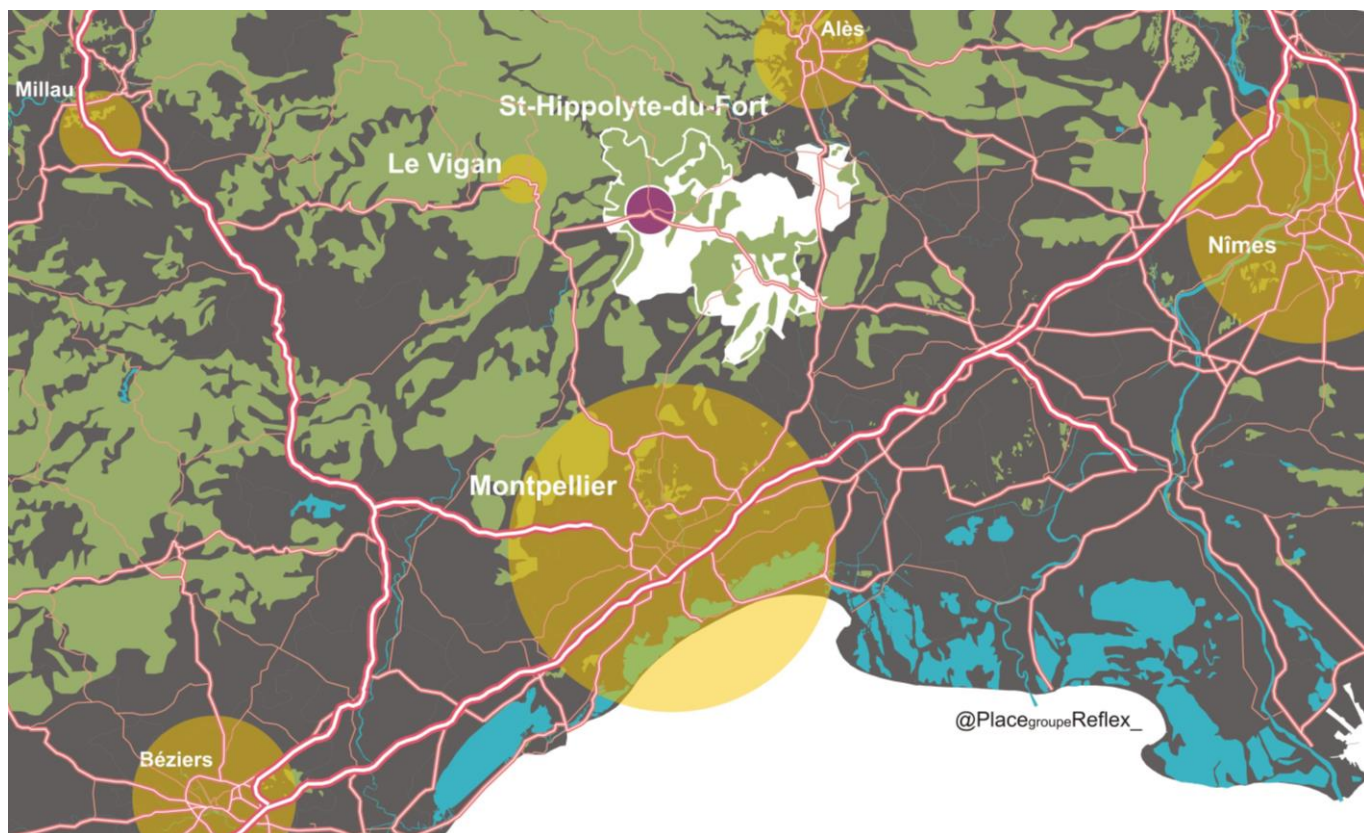 Alès
Millau
St-Hippolyte-du-Fort
Le Vigan
Nîmes
Montpellier
@PlacegroupeReflex_
Béziers